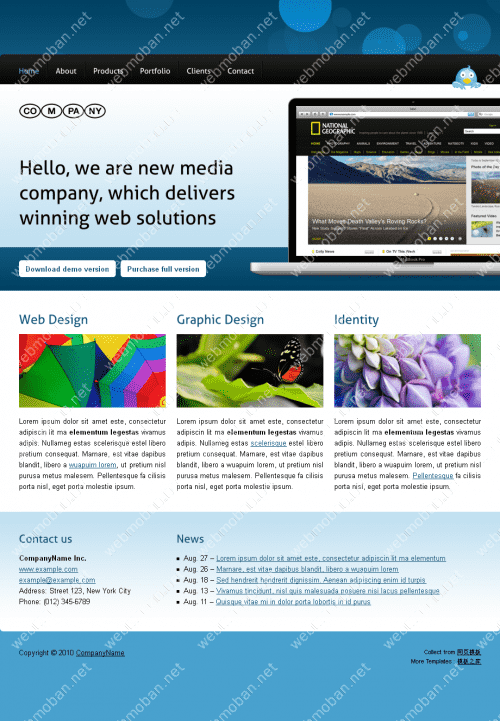 Home About Products Portfolio Clients Contact
CO M PA NY
NATIONAL
GEOGRAPHIC
Hello, we are new media
company, which delivers
winning web solutions
What Moves Death Valley's Roving Rocks?
Download demo version Purchase full version
Web Design Graphic Design Identity
Lorem ipsum dolor sit amet este, consectetur
adipiscin lit ma elementum legestas vivamus
adipis. Nullameg estas scelerisque estel libero
pretium consequat. Marnare, est vitae dapibus
blandit, libero a wuapuim lorem, ut pretium nisl
purusa metus malesem. Pellentesque fa cilisis
porta nisl, eget porta molestie ipsum.
Lorem ipsum dolor sit amet este, consectetur
adipiscin lit ma elementum legestas vivamus
adipis. Nullameg estas scelerisque estel libero
pretium consequat. Marnare, est vitae dapibus
blandit, libero a wuapuim lorem, ut pretium nisl
purusa metus malesem. Pellentesque fa cilisis
porta nisl, eget porta molestie ipsum.
Lorem ipsum dolor sit amet este, consectetur
adipiscin lit ma elementum legestas vivamus
adipis. Nullameg estas scelerisque estel libero
pretium consequat. Marnare, est vitae dapibus
blandit, libero a wuapuim lorem, ut pretium nisl
purusa metus malesem. Pellentesque fa cilisis
porta nisl, eget porta molestie ipsum.
Contact us
CompanyName Inc.
www.example.com
example@example.com
Address: Street 123, New York City
Phone: (012) 345-6789
News
Aug. 27 – Lorem ipsum dolor sit amet este, consectetur adipiscin lit ma elementum
Aug. 26 – Marnare, est vitae dapibus blandit, libero a wuapuim lorem
Aug. 18 – Sed hendrerit hendrerit dignissim. Aenean adipiscing enim id turpis
Aug. 13 – Vivamus tincidunt, nisl quis malesuada posuere nisi lacus pellentesque
Aug. 11 – Quisque vitae mi in dolor porta lobortis in id purus
Copyright © 2010 CompanyName
Collect from 网页模板
More Templates 模板之家
webmoban.net